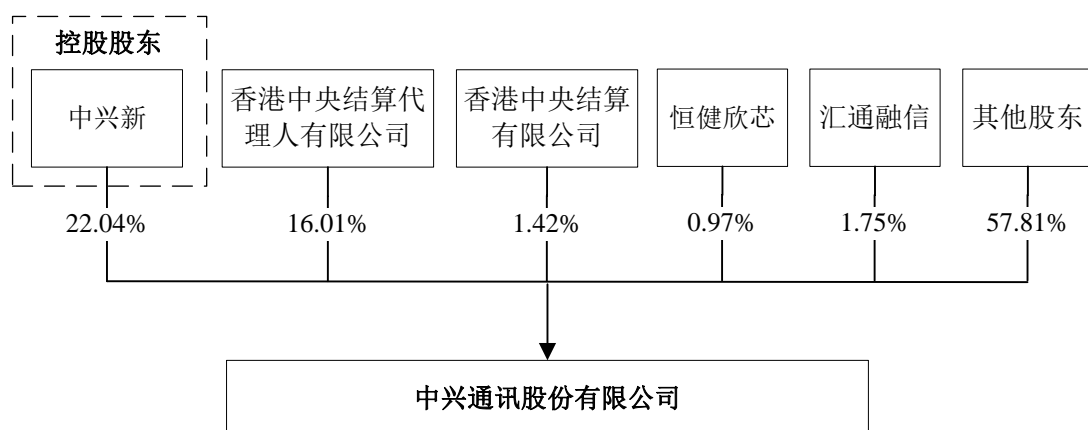 控股股东
中兴新
香港中央结算代
理人有限公司
香港中央结算
有限公司
恒健欣芯
汇通融信
其他股东
22.04%
16.01%
1.42%
0.97%
1.75%
57.81%
中兴通讯股份有限公司